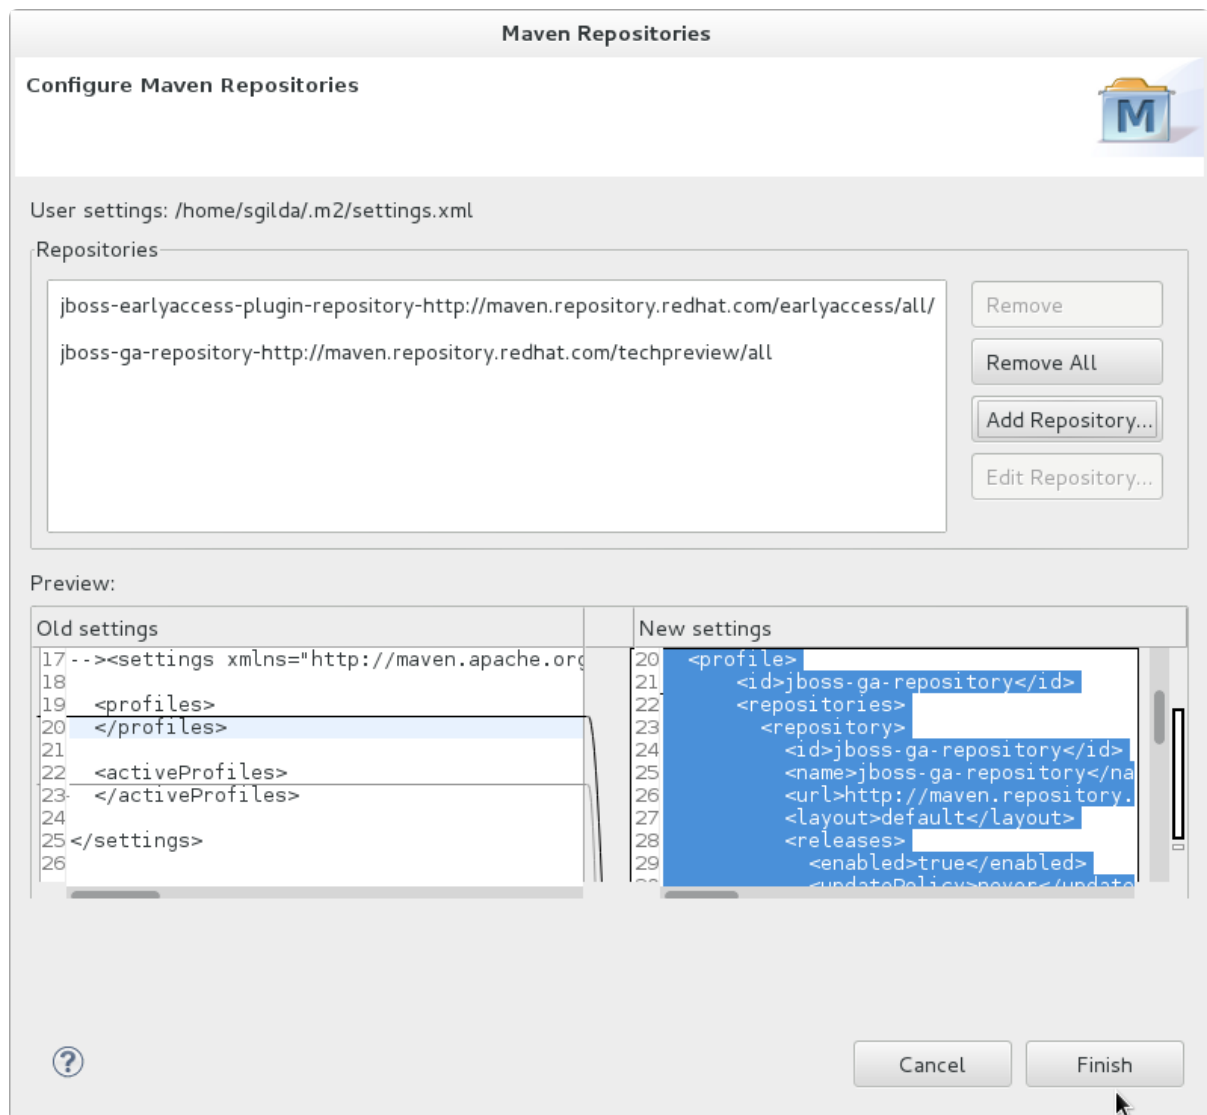 Maven Repositories
Configure Maven Repositories
M
User settings: /home/sgilda/.m2/settings.xml
Repositories
jboss-earlyaccess-plugin-repository-http://maven.repository.redhat.com/earlyaccess/all/
jboss-ga-repository-http://maven.repository.redhat.com/techpreview/all
Remove
Remove All
Add Repository...
Edit Repository...
Preview:
Old settings
17 --><settings xmlns="http://maven.apache.org
18
19 <profiles>
20 </profiles>
21
22 <activeProfiles>
23 </activeProfiles>
24
25 </settings>
26
New settings
20 <profile>
21 <id>jboss-ga-repository</id>
22 <repositories>
23 <repository>
24 <id>jboss-ga-repository</id>
25 <name>jboss-ga-repository</na
26 <url>http://maven.repository.
27 <layout>default</layout>
28 <releases>
29 <enabled>true</enabled>
<updatePolicy>never</update
?
Cancel
Finish